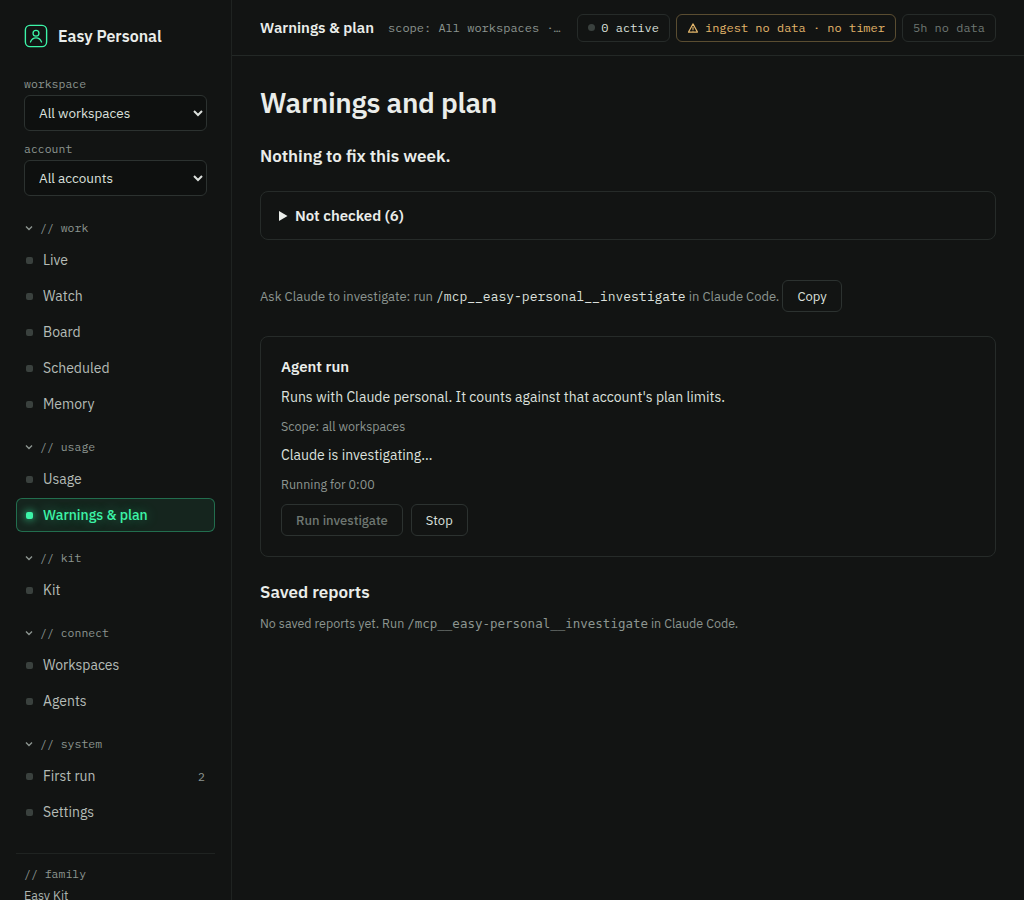 Easy Personal
workspace
All workspaces
account
All accounts
// work
Live
Watch
Board
Scheduled
Memory
// usage
Usage
Warnings & plan
// kit
Kit
// connect
Workspaces
Agents
// system
First run 2
Settings
// family
Easy Kit
Warnings & plan scope: All workspaces ·… 0 active ingest no data · no timer 5h no data
Warnings and plan
Nothing to fix this week.
Not checked (6)
Ask Claude to investigate: run /mcp__easy-personal__investigate in Claude Code. Copy
Agent run
Runs with Claude personal. It counts against that account's plan limits.
Scope: all workspaces
Claude is investigating…
Running for 0:00
Run investigate Stop
Saved reports
No saved reports yet. Run /mcp__easy-personal__investigate in Claude Code.